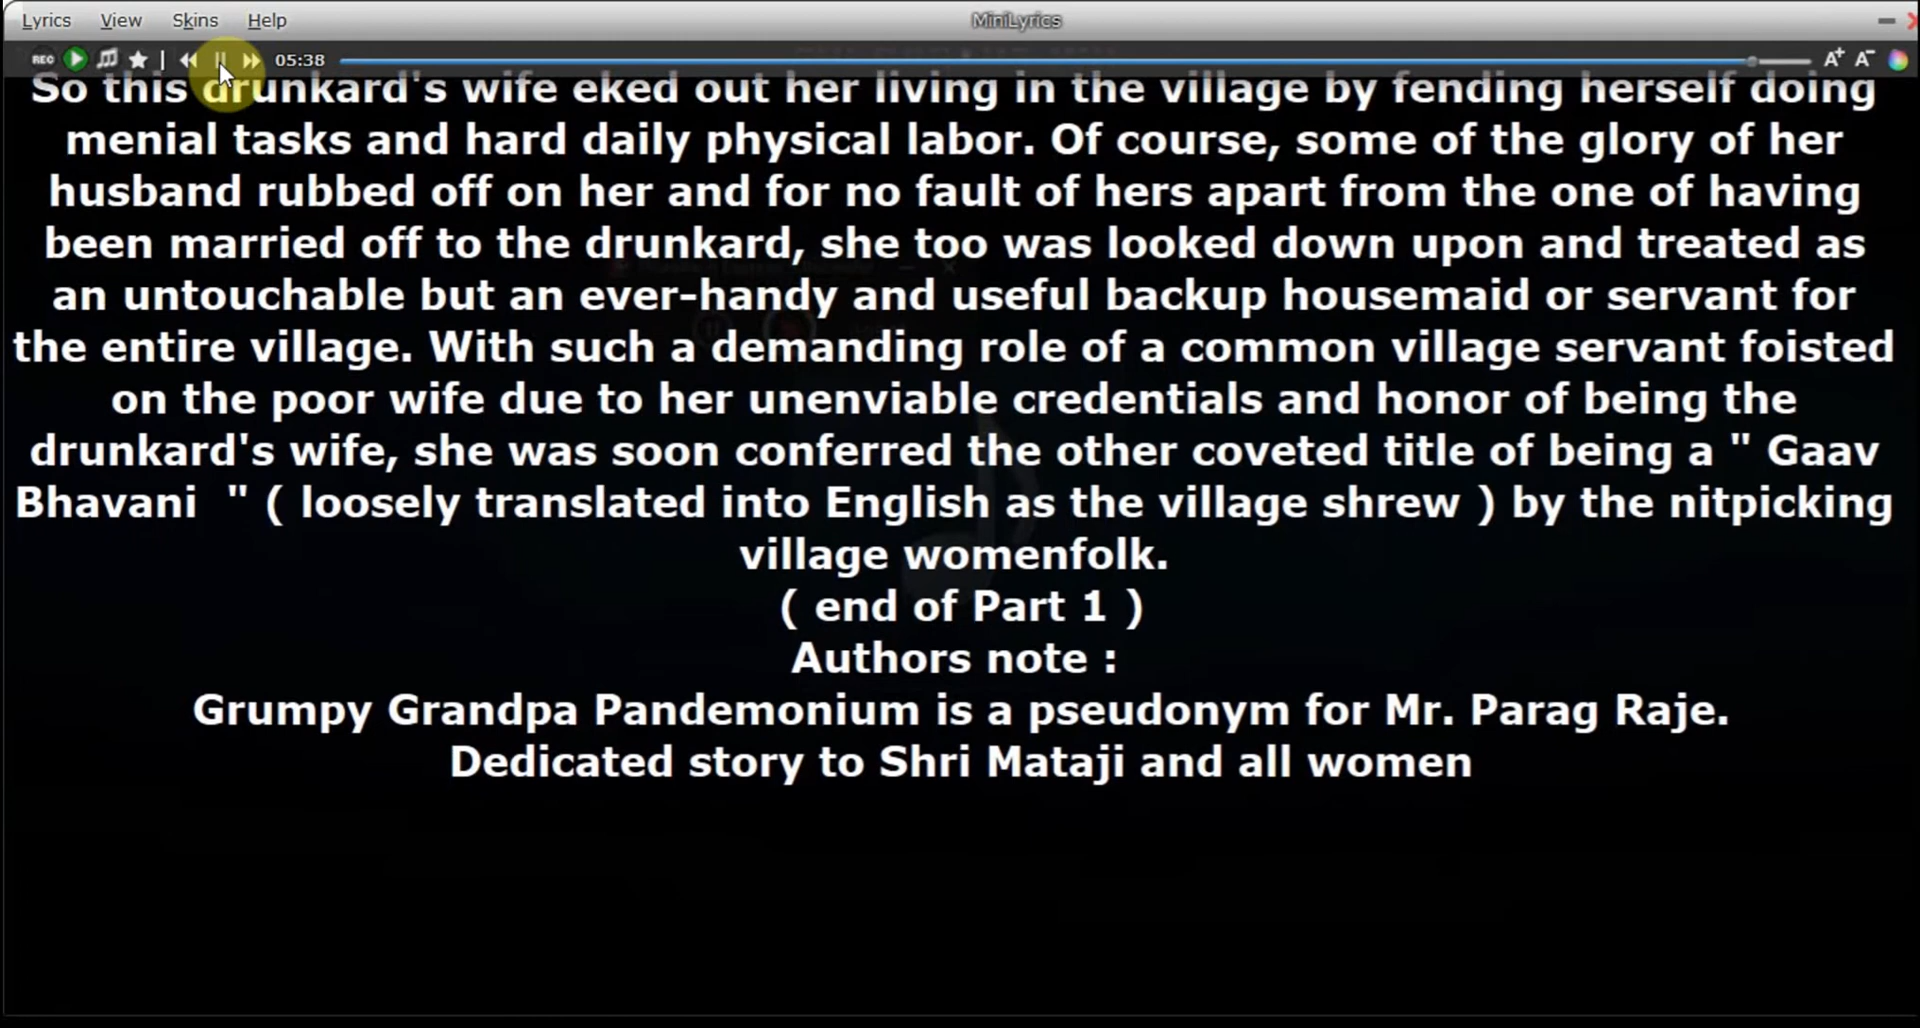 Lyrics View Skins Help MiniLyrics
REC 05:38 A+ A-
So this drunkard's wife eked out her living in the village by fending herself doing
menial tasks and hard daily physical labor. Of course, some of the glory of her
husband rubbed off on her and for no fault of hers apart from the one of having
been married off to the drunkard, she too was looked down upon and treated as
an untouchable but an ever-handy and useful backup housemaid or servant for
the entire village. With such a demanding role of a common village servant foisted
on the poor wife due to her unenviable credentials and honor of being the
drunkard's wife, she was soon conferred the other coveted title of being a " Gaav
Bhavani  " ( loosely translated into English as the village shrew ) by the nitpicking
village womenfolk.
( end of Part 1 )
Authors note :
Grumpy Grandpa Pandemonium is a pseudonym for Mr. Parag Raje.
Dedicated story to Shri Mataji and all women